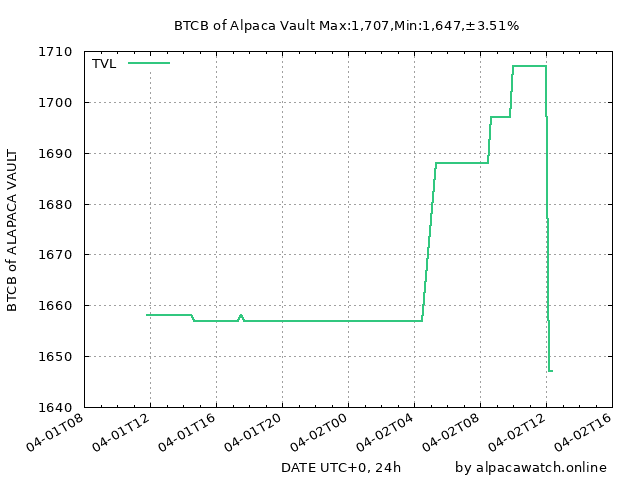 BTCB of Alpaca Vault Max:1,707,Min:1,647,±3.51%
TVL
1710
1700
1690
1680
1670
1660
1650
1640
BTCB of ALAPACA VAULT
04-01T08
04-01T12
04-01T16
04-01T20
04-02T00
04-02T04
04-02T08
04-02T12
04-02T16
DATE UTC+0, 24h
by alpacawatch.online